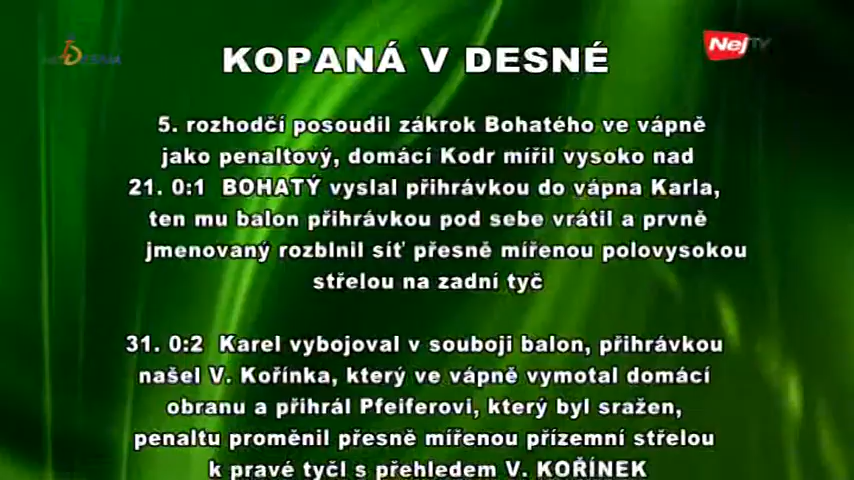 DESNÁ
NejTV
KOPANÁ V DESNÉ
5. rozhodčí posoudil zákrok Bohatého ve vápně
jako penaltový, domácí Kodr mířil vysoko nad
21. 0:1 BOHATÝ vyslal přihrávkou do vápna Karla,
ten mu balon přihrávkou pod sebe vrátil a prvně
jmenovaný rozblnil síť přesně mířenou polovysokou
střelou na zadní tyč
31. 0:2 Karel vybojoval v souboji balon, přihrávkou
našel V. Kořínka, který ve vápně vymotal domácí
obranu a přihrál Pfeiferovi, který byl sražen,
penaltu proměnil přesně mířenou přízemní střelou
k pravé tyčl s přehledem V. KOŘÍNEK